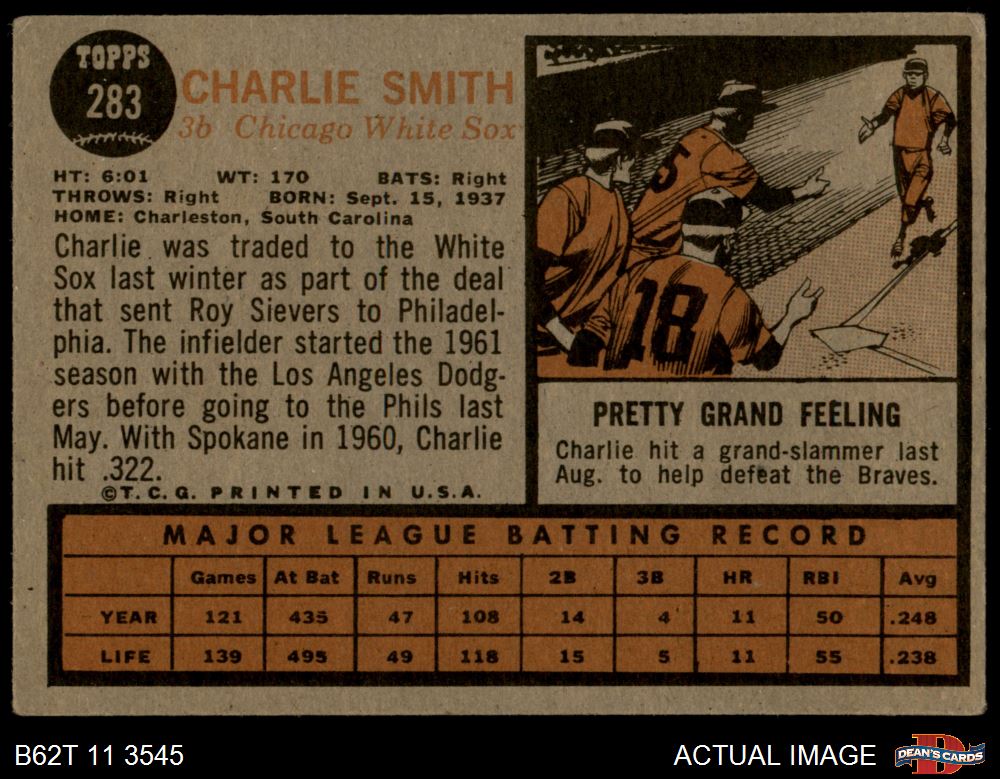 TOPPS
283
CHARLIE SMITH
3b Chicago White Sox
HT: 6:01 WT: 170 BATS: Right
THROWS: Right BORN: Sept. 15, 1937
HOME: Charleston, South Carolina
Charlie was traded to the White
Sox last winter as part of the deal
that sent Roy Sievers to Philadel-
phia. The infielder started the 1961
season with the Los Angeles Dodg-
ers before going to the Phils last
May. With Spokane in 1960, Charlie
hit .322.
©T.C.G. PRINTED IN U.S.A.
5
18
PRETTY GRAND FEELING
Charlie hit a grand-slammer last
Aug. to help defeat the Braves.
MAJOR LEAGUE BATTING RECORD
Games At Bat Runs Hits 2B 3B HR RBI Avg
YEAR 121 435 47 108 14 4 11 50 .248
LIFE 139 495 49 118 15 5 11 55 .238
B62T 11 3545 ACTUAL IMAGE DEAN'S CARDS